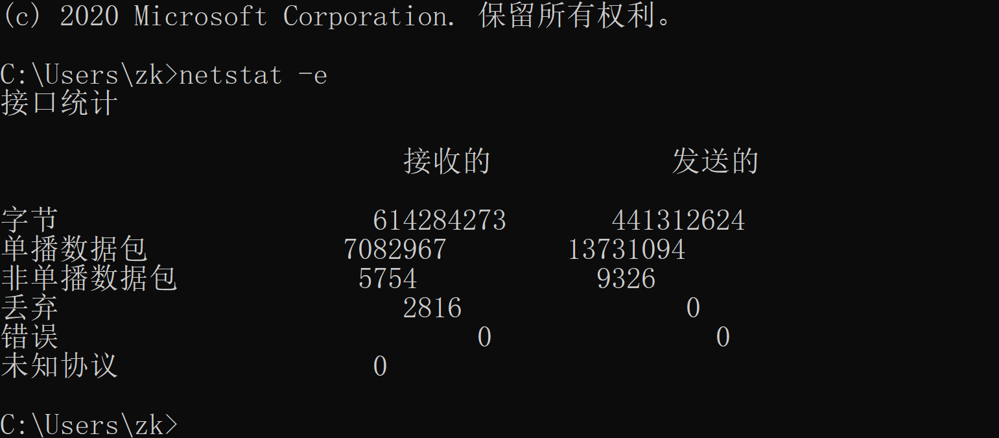 (c) 2020 Microsoft Corporation. 保留所有权利。
C:\Users\zk>netstat -e
接口统计
接收的 发送的
字节 614284273 441312624
单播数据包 7082967 13731094
非单播数据包 5754 9326
丢弃 2816 0
错误 0 0
未知协议 0
C:\Users\zk>